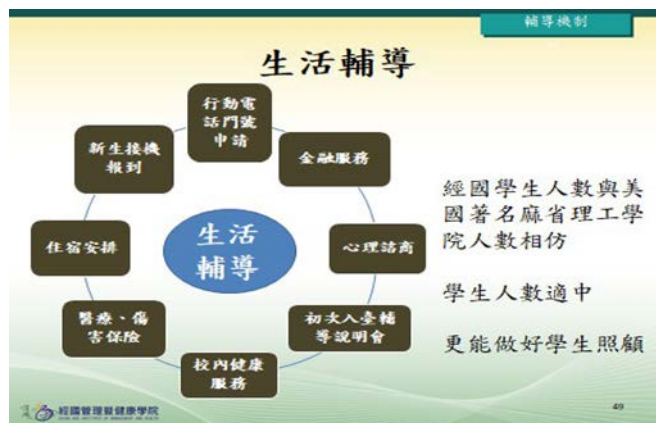 輔導機制
生活輔導
行動電
話門號
申請
金融服務
心理諮商
初次入臺輔
導說明會
校內健康
服務
醫療、傷
害保險
住宿安排
新生接機
報到
生活
輔導
經國學生人數與美
國著名麻省理工學
院人數相仿
學生人數適中
更能做好學生照顧
經國管理暨健康學院
49